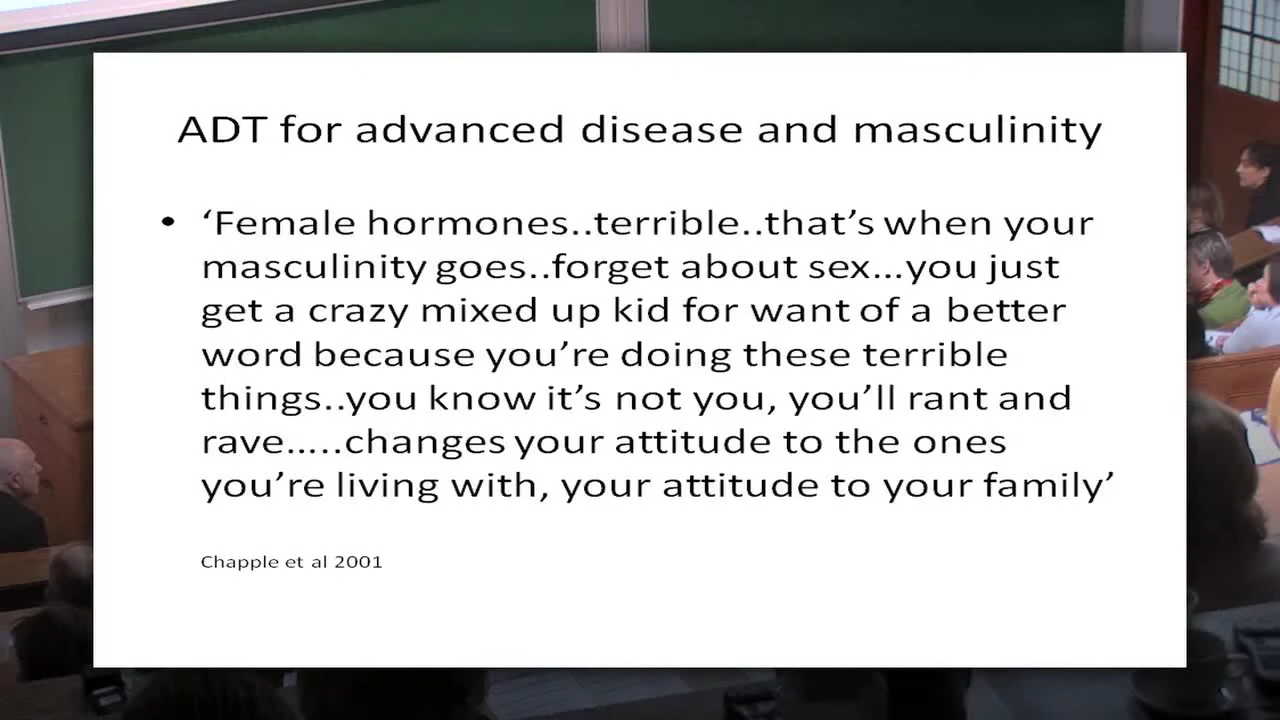 ADT for advanced disease and masculinity
• ‘Female hormones..terrible..that’s when your
masculinity goes..forget about sex...you just
get a crazy mixed up kid for want of a better
word because you’re doing these terrible
things..you know it’s not you, you’ll rant and
rave.....changes your attitude to the ones
you’re living with, your attitude to your family’
Chapple et al 2001